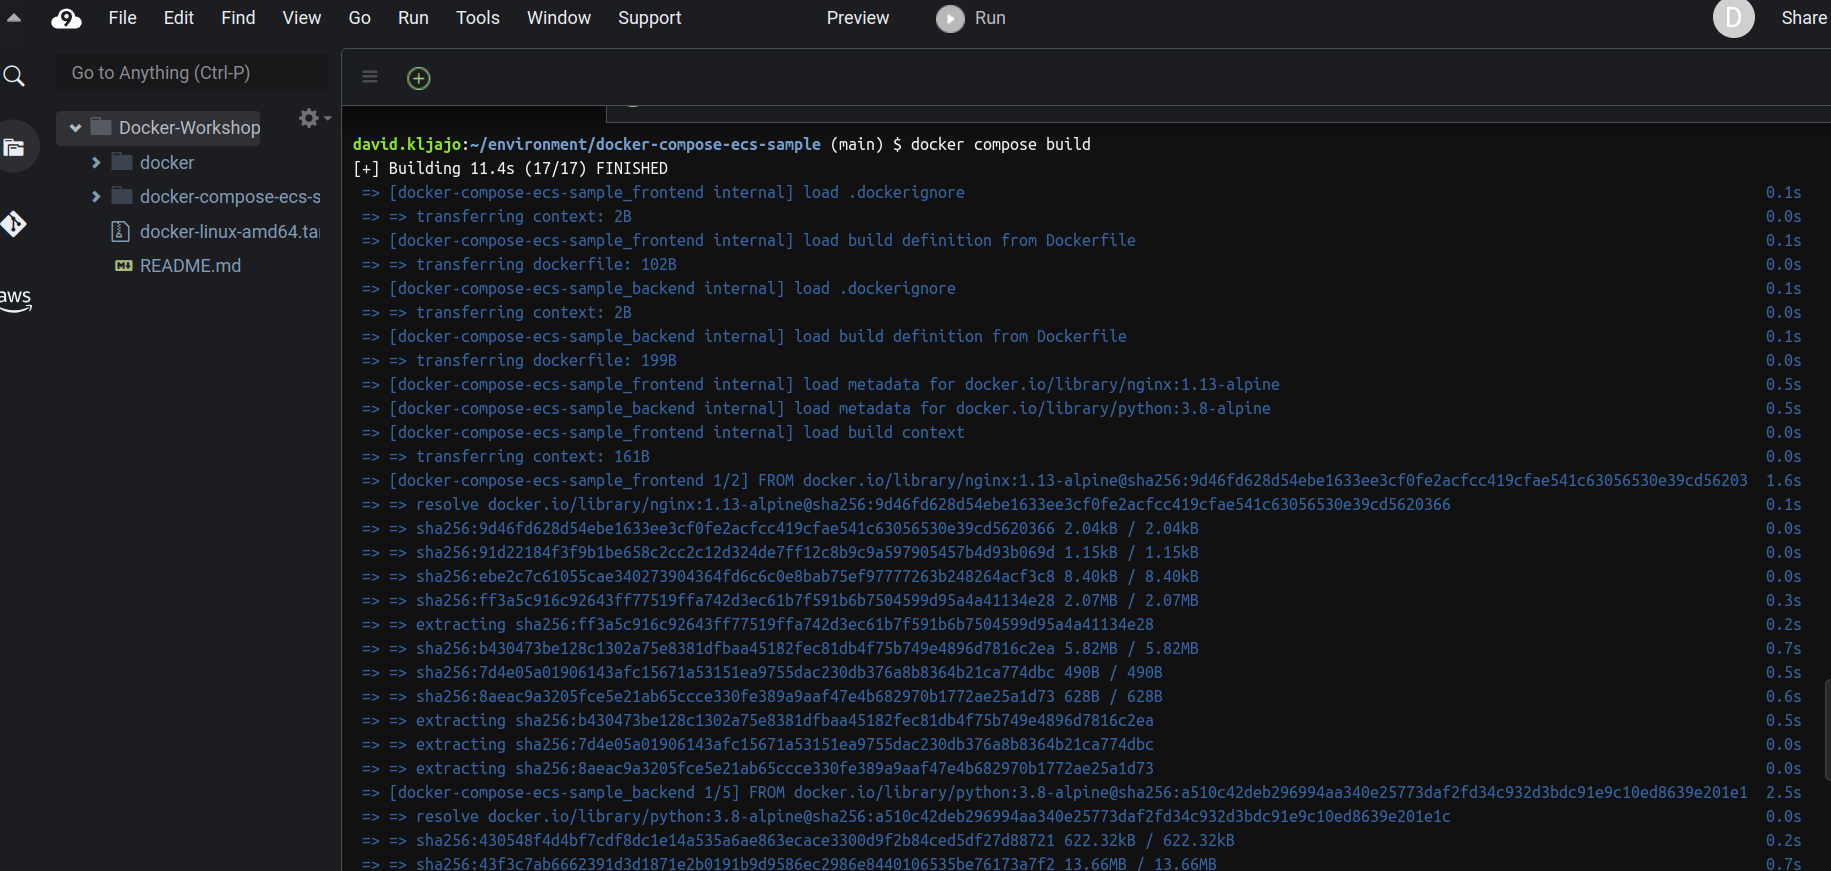 File Edit Find View Go Run Tools Window Support Preview Run D Share
Go to Anything (Ctrl-P)
Docker-Workshop
docker
docker-compose-ecs-s
docker-linux-amd64.tar
README.md
aws
david.kljajo:~/environment/docker-compose-ecs-sample (main) $ docker compose build
[+] Building 11.4s (17/17) FINISHED
=> [docker-compose-ecs-sample_frontend internal] load .dockerignore 0.1s
=> => transferring context: 2B 0.0s
=> [docker-compose-ecs-sample_frontend internal] load build definition from Dockerfile 0.1s
=> => transferring dockerfile: 102B 0.0s
=> [docker-compose-ecs-sample_backend internal] load .dockerignore 0.1s
=> => transferring context: 2B 0.0s
=> [docker-compose-ecs-sample_backend internal] load build definition from Dockerfile 0.1s
=> => transferring dockerfile: 199B 0.0s
=> [docker-compose-ecs-sample_frontend internal] load metadata for docker.io/library/nginx:1.13-alpine 0.5s
=> [docker-compose-ecs-sample_backend internal] load metadata for docker.io/library/python:3.8-alpine 0.5s
=> [docker-compose-ecs-sample_frontend internal] load build context 0.0s
=> => transferring context: 161B 0.0s
=> [docker-compose-ecs-sample_frontend 1/2] FROM docker.io/library/nginx:1.13-alpine@sha256:9d46fd628d54ebe1633ee3cf0fe2acfcc419cfae541c63056530e39cd56203 1.6s
=> => resolve docker.io/library/nginx:1.13-alpine@sha256:9d46fd628d54ebe1633ee3cf0fe2acfcc419cfae541c63056530e39cd5620366 0.1s
=> => sha256:9d46fd628d54ebe1633ee3cf0fe2acfcc419cfae541c63056530e39cd5620366 2.04kB / 2.04kB 0.0s
=> => sha256:91d22184f3f9b1be658c2cc2c12d324de7ff12c8b9c9a597905457b4d93b069d 1.15kB / 1.15kB 0.0s
=> => sha256:ebe2c7c61055cae340273904364fd6c6c0e8bab75ef97777263b248264acf3c8 8.40kB / 8.40kB 0.0s
=> => sha256:ff3a5c916c92643ff77519ffa742d3ec61b7f591b6b7504599d95a4a41134e28 2.07MB / 2.07MB 0.3s
=> => extracting sha256:ff3a5c916c92643ff77519ffa742d3ec61b7f591b6b7504599d95a4a41134e28 0.2s
=> => sha256:b430473be128c1302a75e8381dfbaa45182fec81db4f75b749e4896d7816c2ea 5.82MB / 5.82MB 0.7s
=> => sha256:7d4e05a01906143afc15671a53151ea9755dac230db376a8b8364b21ca774dbc 490B / 490B 0.5s
=> => sha256:8aeac9a3205fce5e21ab65ccce330fe389a9aaf47e4b682970b1772ae25a1d73 628B / 628B 0.6s
=> => extracting sha256:b430473be128c1302a75e8381dfbaa45182fec81db4f75b749e4896d7816c2ea 0.5s
=> => extracting sha256:7d4e05a01906143afc15671a53151ea9755dac230db376a8b8364b21ca774dbc 0.0s
=> => extracting sha256:8aeac9a3205fce5e21ab65ccce330fe389a9aaf47e4b682970b1772ae25a1d73 0.0s
=> [docker-compose-ecs-sample_backend 1/5] FROM docker.io/library/python:3.8-alpine@sha256:a510c42deb296994aa340e25773daf2fd34c932d3bdc91e9c10ed8639e201e1 2.5s
=> => resolve docker.io/library/python:3.8-alpine@sha256:a510c42deb296994aa340e25773daf2fd34c932d3bdc91e9c10ed8639e201e1c 0.0s
=> => sha256:430548f4d4bf7cdf8dc1e14a535a6ae863ecace3300d9f2b84ced5df27d88721 622.32kB / 622.32kB 0.2s
=> => sha256:43f3c7ab6662391d3d1871e2b0191b9d9586ec2986e8440106535be76173a7f2 13.66MB / 13.66MB 0.7s